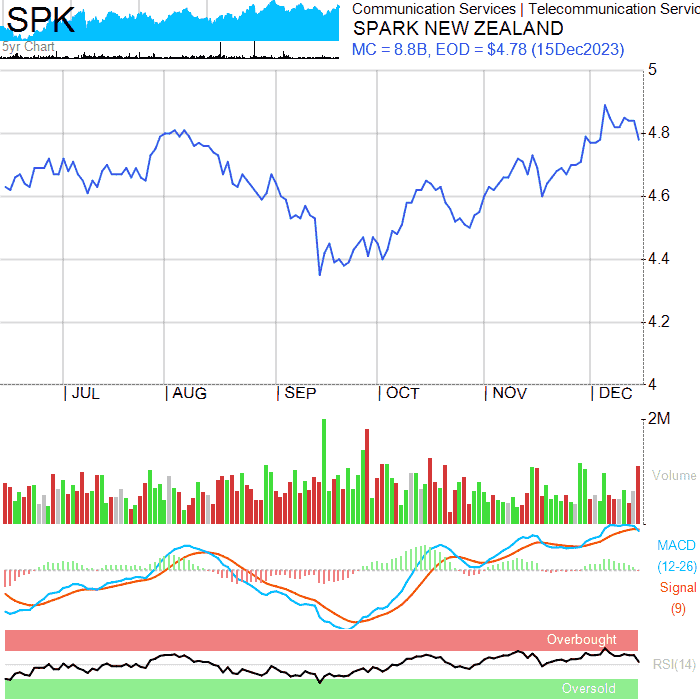 SPK
5yr Chart
Communication Services | Telecommunication Servic
SPARK NEW ZEALAND
MC = 8.8B, EOD = $4.78 (15Dec2023)
5
4.8
4.6
4.4
4.2
4
| JUL | AUG | SEP | OCT | NOV | DEC
2M
Volume
MACD
(12-26)
Signal
(9)
Overbought
RSI(14)
Oversold